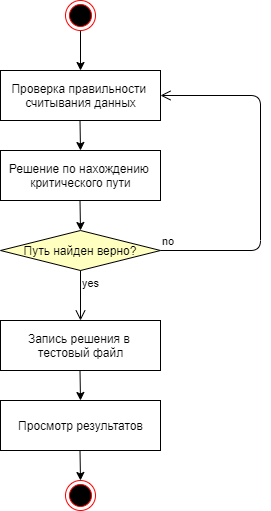 Проверка правильности
считывания данных
Решение по нахождению
критического пути
Путь найден верно?
no
yes
Запись решения в
тестовый файл
Просмотр результатов